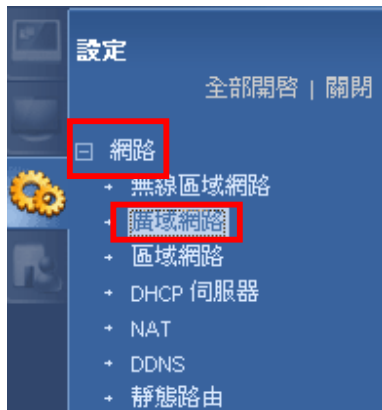 設定
全部開啓 | 關閉
網路
無線區域網路
廣域網路
區域網路
DHCP 伺服器
NAT
DDNS
靜態路由